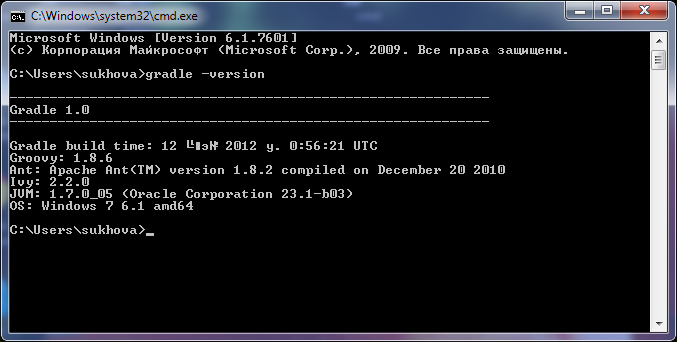 C:\Windows\system32\cmd.exe
Microsoft Windows [Version 6.1.7601]
(c) Корпорация Майкрософт (Microsoft Corp.), 2009. Все права защищены.
C:\Users\sukhova>gradle -version
------------------------------------------------------------
Gradle 1.0
------------------------------------------------------------
Gradle build time: 12 2012 у. 0:56:21 UTC
Groovy: 1.8.6
Ant: Apache Ant(TM) version 1.8.2 compiled on December 20 2010
Ivy: 2.2.0
JVM: 1.7.0_05 (Oracle Corporation 23.1-b03)
OS: Windows 7 6.1 amd64
C:\Users\sukhova>_